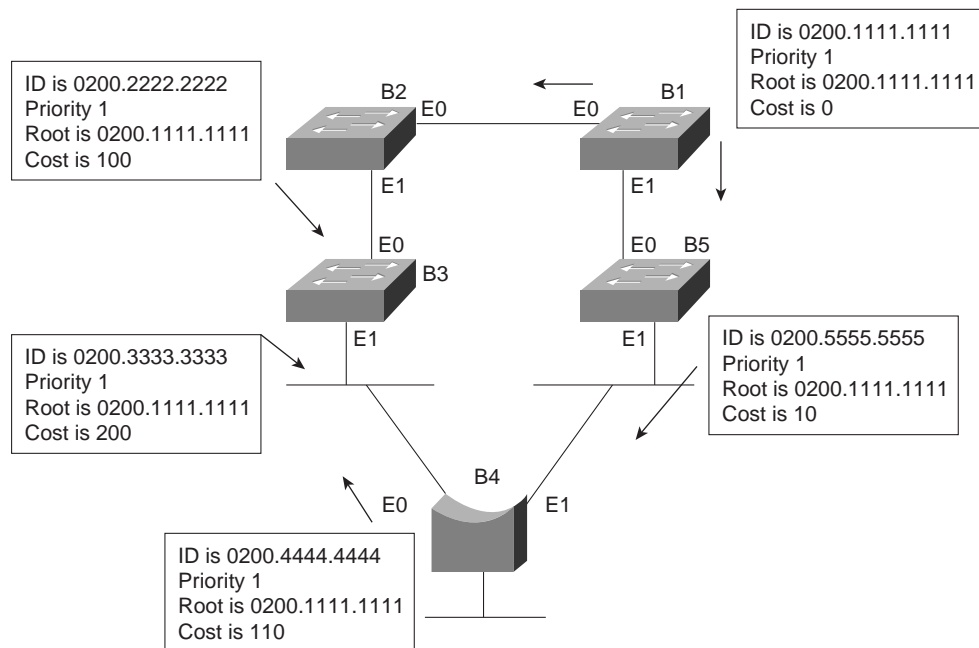 ID is 0200.1111.1111
Priority 1
Root is 0200.1111.1111
Cost is 0
ID is 0200.2222.2222
Priority 1
Root is 0200.1111.1111
Cost is 100
B2
E0
E0
B1
E1
E1
E0
B3
E0
B5
E1
E1
ID is 0200.3333.3333
Priority 1
Root is 0200.1111.1111
Cost is 200
ID is 0200.5555.5555
Priority 1
Root is 0200.1111.1111
Cost is 10
B4
E0
E1
ID is 0200.4444.4444
Priority 1
Root is 0200.1111.1111
Cost is 110